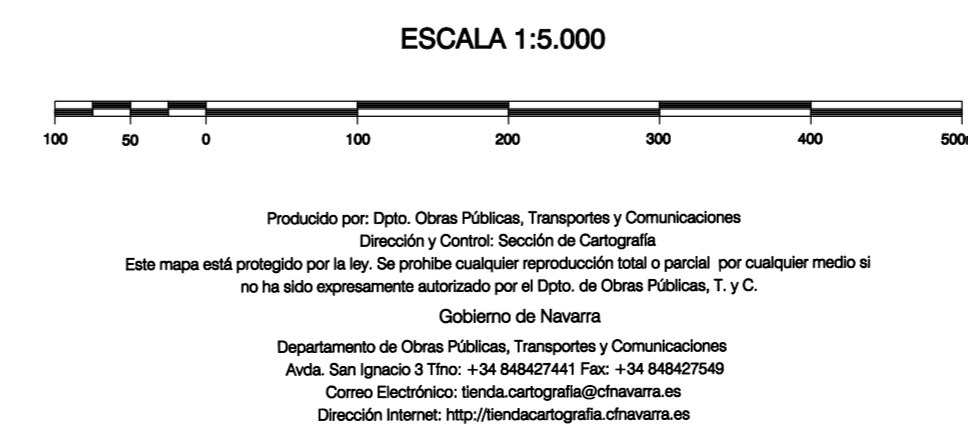 ESCALA 1:5.000
100 50 0 100 200 300 400 500m
Producido por: Dpto. Obras Públicas, Transportes y Comunicaciones
Dirección y Control: Sección de Cartografía
Este mapa está protegido por la ley. Se prohibe cualquier reproducción total o parcial por cualquier medio si
no ha sido expresamente autorizado por el Dpto. de Obras Públicas, T. y C.
Gobierno de Navarra
Departamento de Obras Públicas, Transportes y Comunicaciones
Avda. San Ignacio 3 Tfno: +34 848427441 Fax: +34 848427549
Correo Electrónico: tienda.cartografia@cfnavarra.es
Dirección Internet: http://tiendacartografia.cfnavarra.es